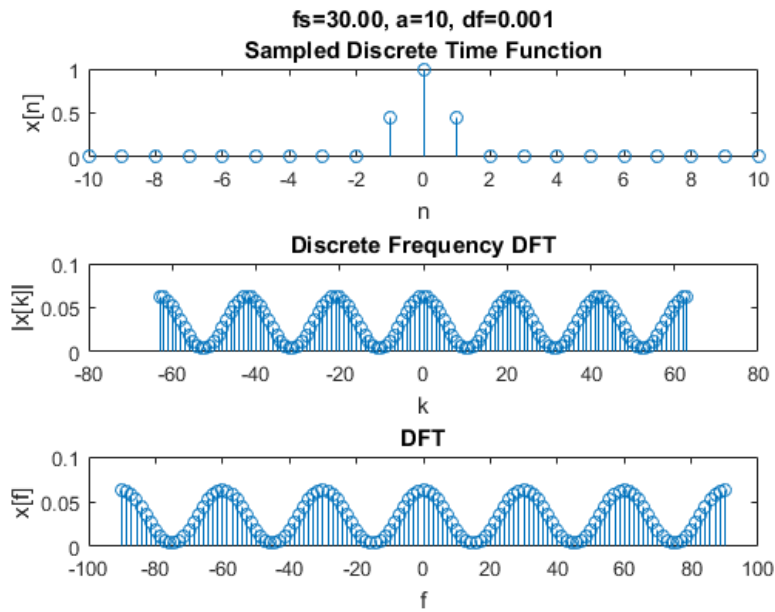 fs=30.00, a=10, df=0.001
Sampled Discrete Time Function
x[n]
1
0.5
0
-10 -8 -6 -4 -2 0 2 4 6 8 10
n
Discrete Frequency DFT
|x[k]|
0.1
0.05
0
-80 -60 -40 -20 0 20 40 60 80
k
DFT
x[f]
0.1
0.05
0
-100 -80 -60 -40 -20 0 20 40 60 80 100
f